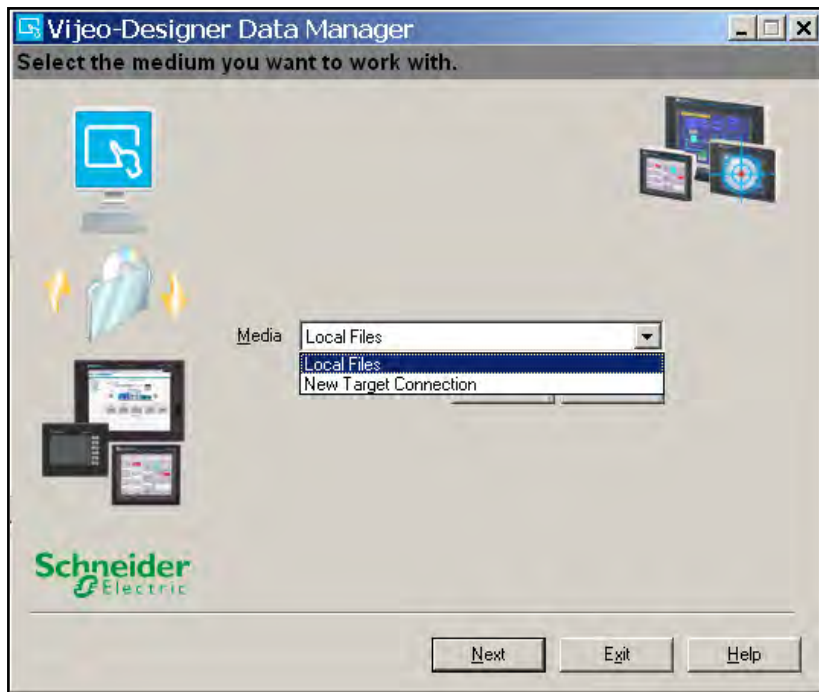 Vijeo-Designer Data Manager
Select the medium you want to work with.
Media Local Files
Local Files
New Target Connection
Schneider
Electric
Next Exit Help